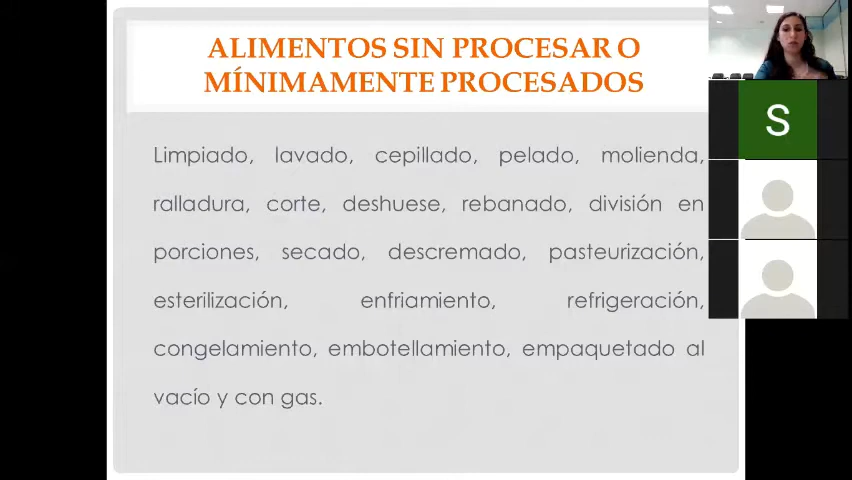 ALIMENTOS SIN PROCESAR O
MÍNIMAMENTE PROCESADOS
Limpiado, lavado, cepillado, pelado, molienda,
ralladura, corte, deshuese, rebanado, división en
porciones, secado, descremado, pasteurización,
esterilización, enfriamiento, refrigeración,
congelamiento, embotellamiento, empaquetado al
vacío y con gas.
S